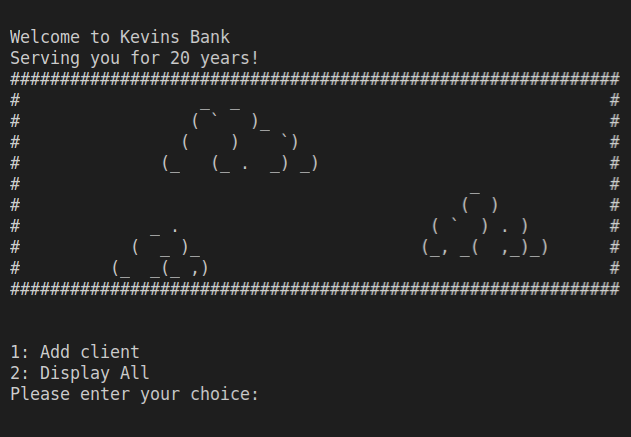 Welcome to Kevins Bank
Serving you for 20 years!
#############################################################
#                  _  _                                     #
#                 ( `   )_                                  #
#                (    )    `)                               #
#              (_   (_ .  _) _)                             #
#                                             _             #
#                                            (  )           #
#             _ .                         ( `  ) . )        #
#           (  _ )_                      (_, _(  ,_)_)      #
#         (_  _(_ ,)                                        #
#############################################################
1: Add client
2: Display All
Please enter your choice: